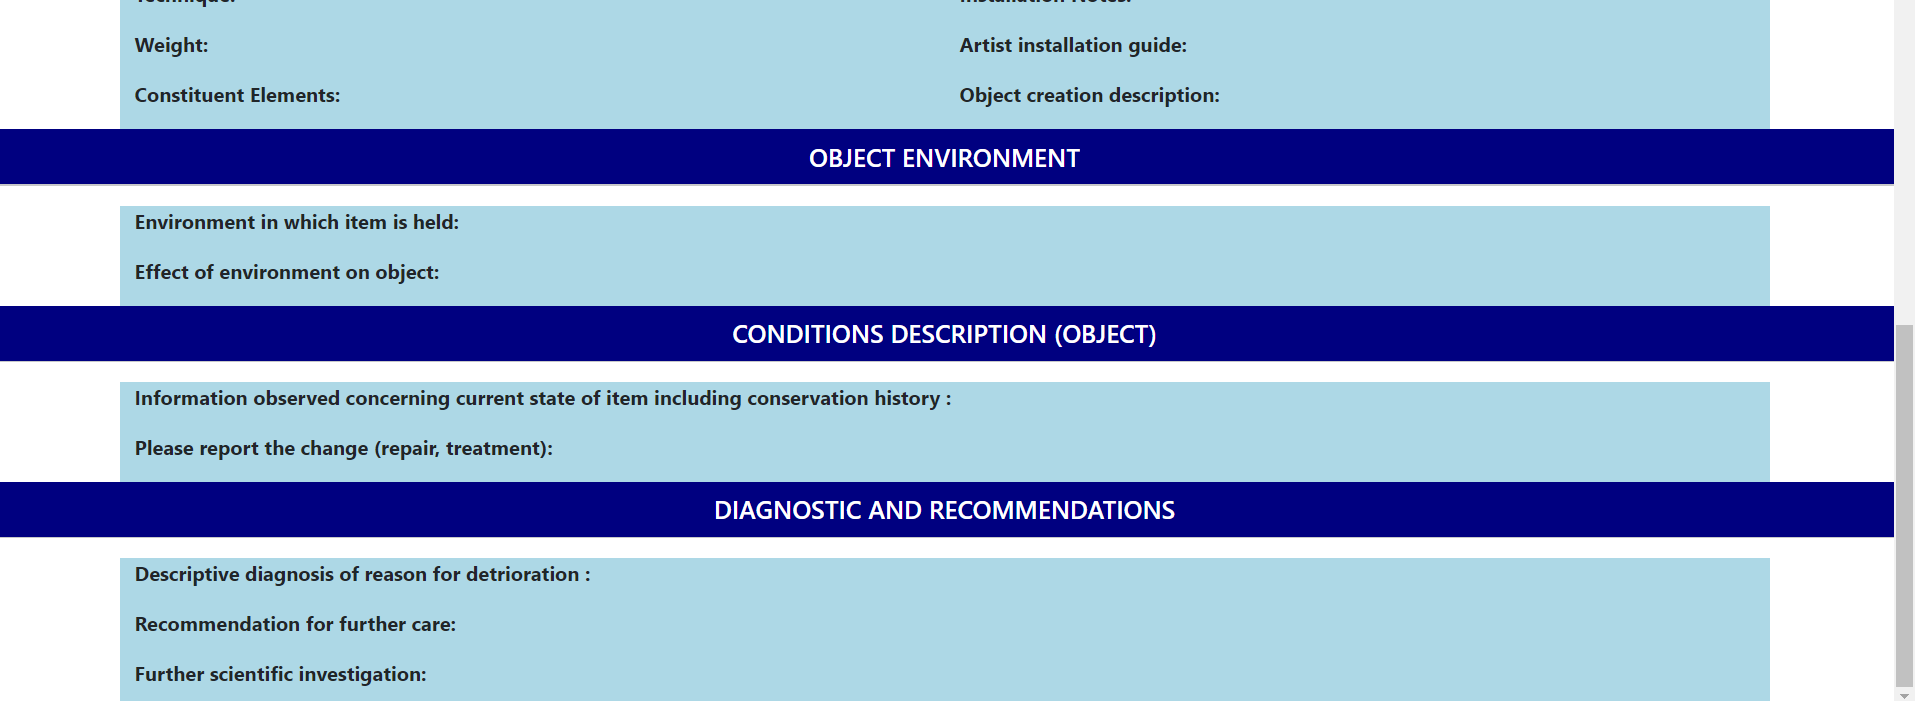 Technique:
Installation Notes:
Weight:
Artist installation guide:
Constituent Elements:
Object creation description:
OBJECT ENVIRONMENT
Environment in which item is held:
Effect of environment on object:
CONDITIONS DESCRIPTION (OBJECT)
Information observed concerning current state of item including conservation history :
Please report the change (repair, treatment):
DIAGNOSTIC AND RECOMMENDATIONS
Descriptive diagnosis of reason for detrioration :
Recommendation for further care:
Further scientific investigation: